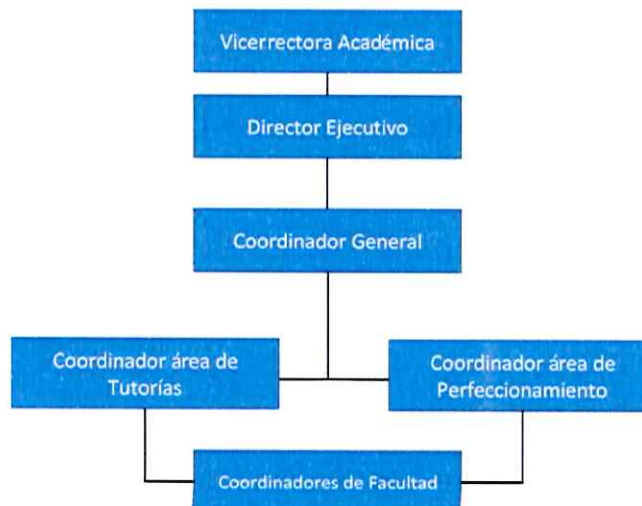 Vicerrectora Académica
Director Ejecutivo
Coordinador General
Coordinador área de
Tutorías
Coordinador área de
Perfeccionamiento
Coordinadores de Facultad